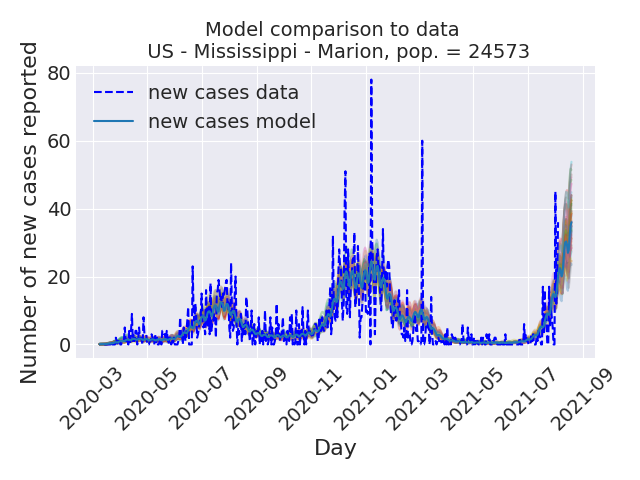 Model comparison to data
US - Mississippi - Marion, pop. = 24573
Number of new cases reported
80
60
40
20
0
new cases data
new cases model
2020-03
2020-05
2020-07
2020-09
2020-11
2021-01
2021-03
2021-05
2021-07
2021-09
Day